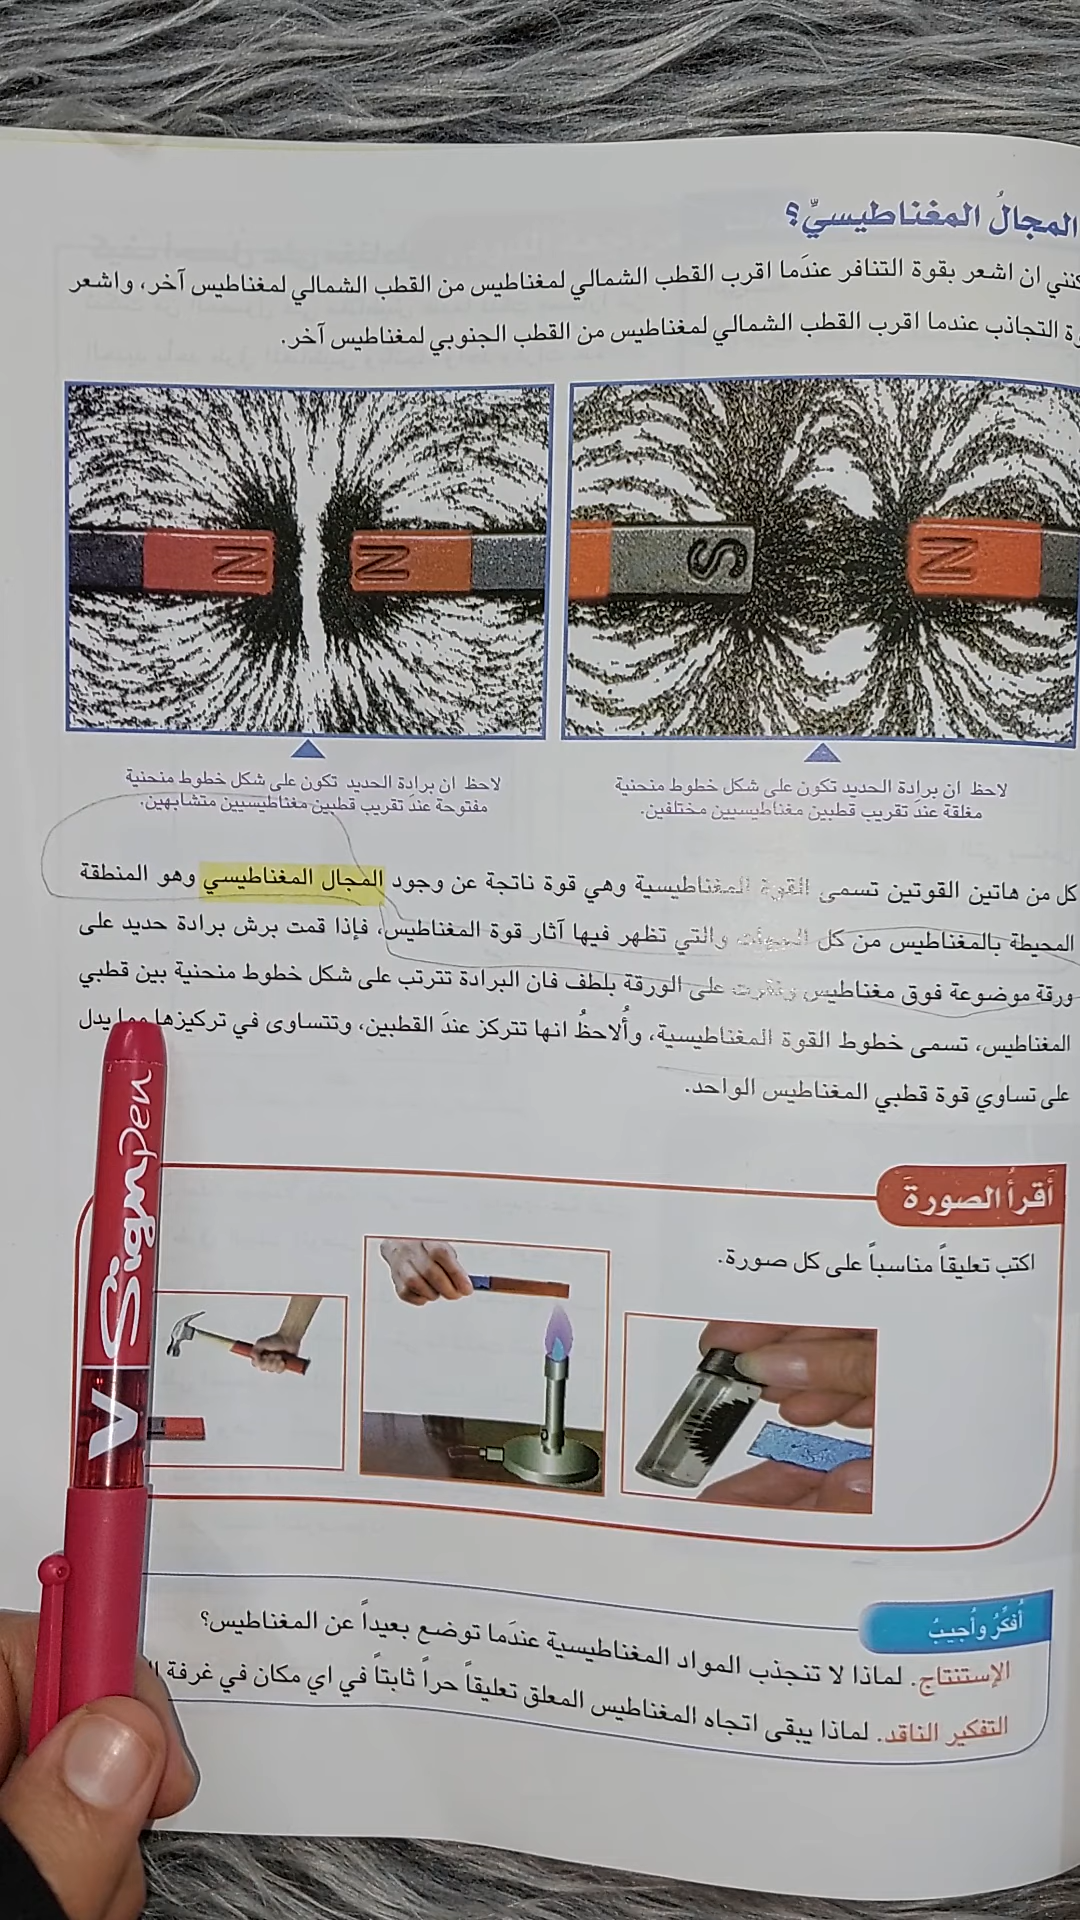 المجالُ المغناطيسيِّ؟
ان اشعر بقوة التنافر عندَما اقرب القطب الشمالي لمغناطيس من القطب الشمالي لمغناطيس آخر، واشعر
التجاذب عندما اقرب القطب الشمالي لمغناطيس من القطب الجنوبي لمغناطيس آخر.
S N
N N
لاحظ ان برادة الحديد تكون على شكل خطوط منحنية
مغلقة عندَ تقريب قطبين مغناطيسيين مختلفين.
لاحظ ان برادة الحديد تكون على شكل خطوط منحنية
مفتوحة عندَ تقريب قطبين مغناطيسيين متشابهين.
كل من هاتين القوتين تسمى القوة المغناطيسية وهي قوة ناتجة عن وجود المجال المغناطيسي وهو المنطقة
المحيطة بالمغناطيس من كل الجهات والتي تظهر فيها آثار قوة المغناطيس، فإذا قمت برش برادة حديد على
ورقة موضوعة فوق مغناطيس ونقرت على الورقة بلطف فان البرادة تترتب على شكل خطوط منحنية بين قطبي
المغناطيس، تسمى خطوط القوة المغناطيسية، وأُلاحظُ انها تتركز عندَ القطبين، وتتساوى في تركيزها مما يدل
على تساوي قوة قطبي المغناطيس الواحد.
أقرأُ الصورةَ
اكتب تعليقاً مناسباً على كل صورة.
V Signpen
أُفكِّرُ وأُجيبُ
الإستنتاج. لماذا لا تنجذب المواد المغناطيسية عندَما توضع بعيداً عن المغناطيس؟
التفكير الناقد. لماذا يبقى اتجاه المغناطيس المعلق تعليقاً حراً ثابتاً في اي مكان في غرفة